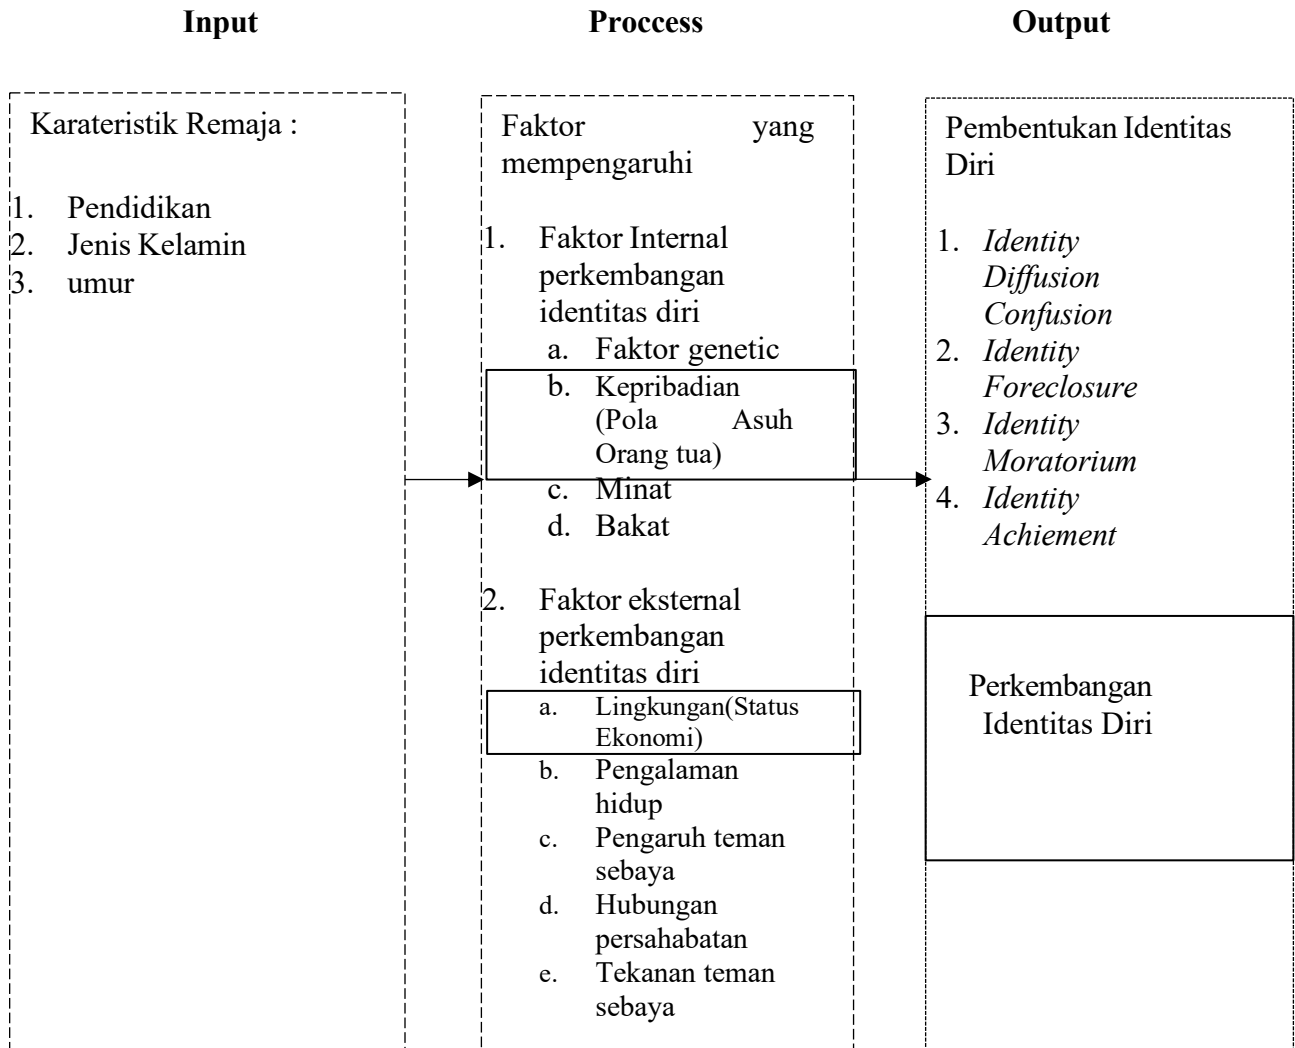 Input
Proccess
Output
Karateristik Remaja :
1. Pendidikan
2. Jenis Kelamin
3. umur
Faktor yang
mempengaruhi
1. Faktor Internal
perkembangan
identitas diri
a. Faktor genetic
b. Kepribadian
(Pola Asuh
Orang tua)
c. Minat
d. Bakat
2. Faktor eksternal
perkembangan
identitas diri
a. Lingkungan(Status
Ekonomi)
b. Pengalaman
hidup
c. Pengaruh teman
sebaya
d. Hubungan
persahabatan
e. Tekanan teman
sebaya
Pembentukan Identitas
Diri
1. Identity
Diffusion
Confusion
2. Identity
Foreclosure
3. Identity
Moratorium
4. Identity
Achiement
Perkembangan
Identitas Diri